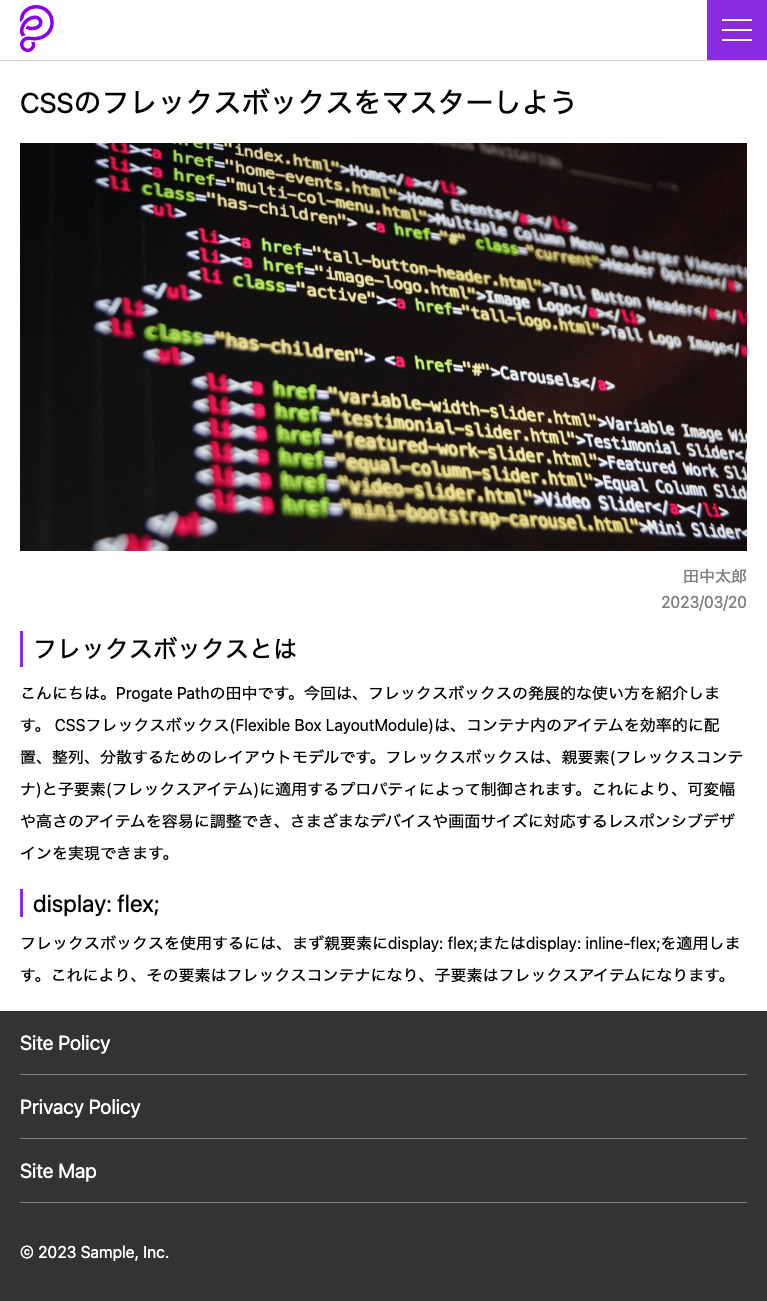 CSSのフレックスボックスをマスターしよう
<li><a href="index.html">Home</a></li>
<li><a href="home-events.html">Home Events</a></li>
<li class="has-children"> <a href="#" class="current">Header Options</a>
<ul>
<li><a href="tall-button-header.html">Tall Button Header</a></li>
<li><a href="image-logo.html">Image Logo</a></li>
<li class="active"><a href="tall-logo.html">Tall Logo Image</a
</ul>
</li>
<li class="has-children"> <a href="#">Carousels</a>
<ul>
<li><a href="variable-width-slider.html">Variable Image
<li><a href="testimonial-slider.html">Testimonial Slider</
<li><a href="featured-work-slider.html">Featured Work
<li><a href="equal-column-slider.html">Equal Column
<li><a href="video-slider.html">Video Slider</a></li>
<li><a href="mini-bootstrap-carousel.html">Mini Slider<
</ul>
</li>
田中太郎
2023/03/20
フレックスボックスとは
こんにちは。Progate Pathの田中です。今回は、フレックスボックスの発展的な使い方を紹介しま
す。 CSSフレックスボックス(Flexible Box LayoutModule)は、コンテナ内のアイテムを効率的に配
置、整列、分散するためのレイアウトモデルです。フレックスボックスは、親要素(フレックスコンテ
ナ)と子要素(フレックスアイテム)に適用するプロパティによって制御されます。これにより、可変幅
や高さのアイテムを容易に調整でき、さまざまなデバイスや画面サイズに対応するレスポンシブデザ
インを実現できます。
display: flex;
フレックスボックスを使用するには、まず親要素にdisplay: flex;またはdisplay: inline-flex;を適用しま
す。これにより、その要素はフレックスコンテナになり、子要素はフレックスアイテムになります。
Site Policy
Privacy Policy
Site Map
© 2023 Sample, Inc.